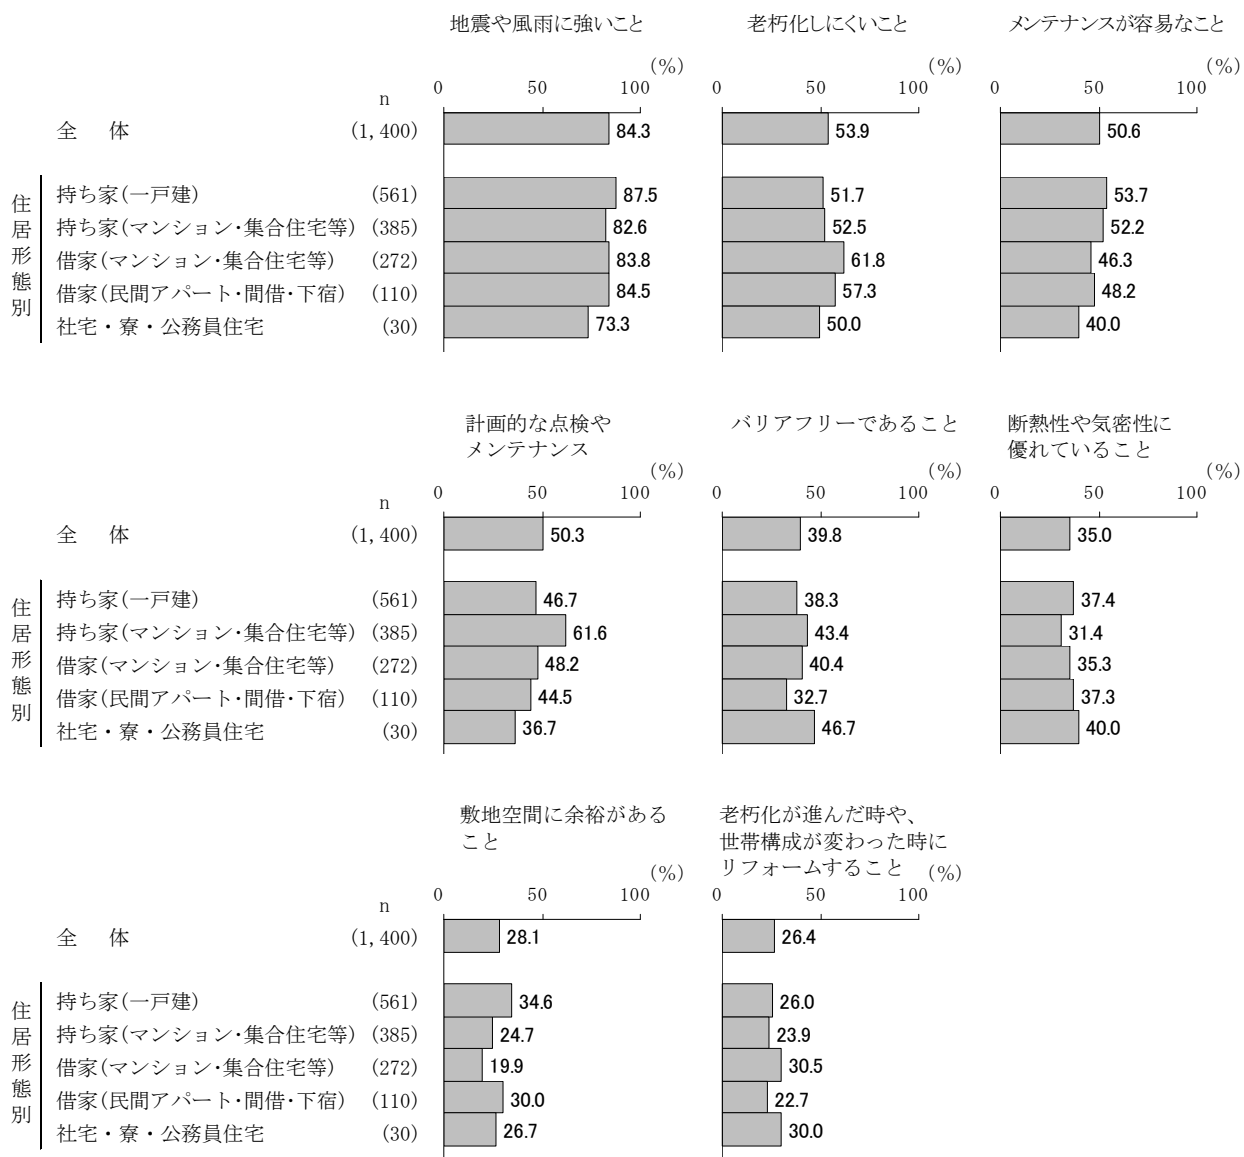 地震や風雨に強いこと 老朽化しにくいこと メンテナンスが容易なこと
(%) (%) (%)
0 50 100 0 50 100 0 50 100
n
全 体 (1,400) 84.3 53.9 50.6
住居形態別
持ち家(一戸建) (561) 87.5 51.7 53.7
持ち家(マンション・集合住宅等) (385) 82.6 52.5 52.2
借家(マンション・集合住宅等) (272) 83.8 61.8 46.3
借家(民間アパート・間借・下宿) (110) 84.5 57.3 48.2
社宅・寮・公務員住宅 (30) 73.3 50.0 40.0
計画的な点検や バリアフリーであること 断熱性や気密性に
メンテナンス 優れていること
(%) (%) (%)
0 50 100 0 50 100 0 50 100
n
全 体 (1,400) 50.3 39.8 35.0
住居形態別
持ち家(一戸建) (561) 46.7 38.3 37.4
持ち家(マンション・集合住宅等) (385) 61.6 43.4 31.4
借家(マンション・集合住宅等) (272) 48.2 40.4 35.3
借家(民間アパート・間借・下宿) (110) 44.5 32.7 37.3
社宅・寮・公務員住宅 (30) 36.7 46.7 40.0
敷地空間に余裕がある 老朽化が進んだ時や、
こと 世帯構成が変わった時に
リフォームすること
(%) (%)
0 50 100 0 50 100
n
全 体 (1,400) 28.1 26.4
住居形態別
持ち家(一戸建) (561) 34.6 26.0
持ち家(マンション・集合住宅等) (385) 24.7 23.9
借家(マンション・集合住宅等) (272) 19.9 30.5
借家(民間アパート・間借・下宿) (110) 30.0 22.7
社宅・寮・公務員住宅 (30) 26.7 30.0